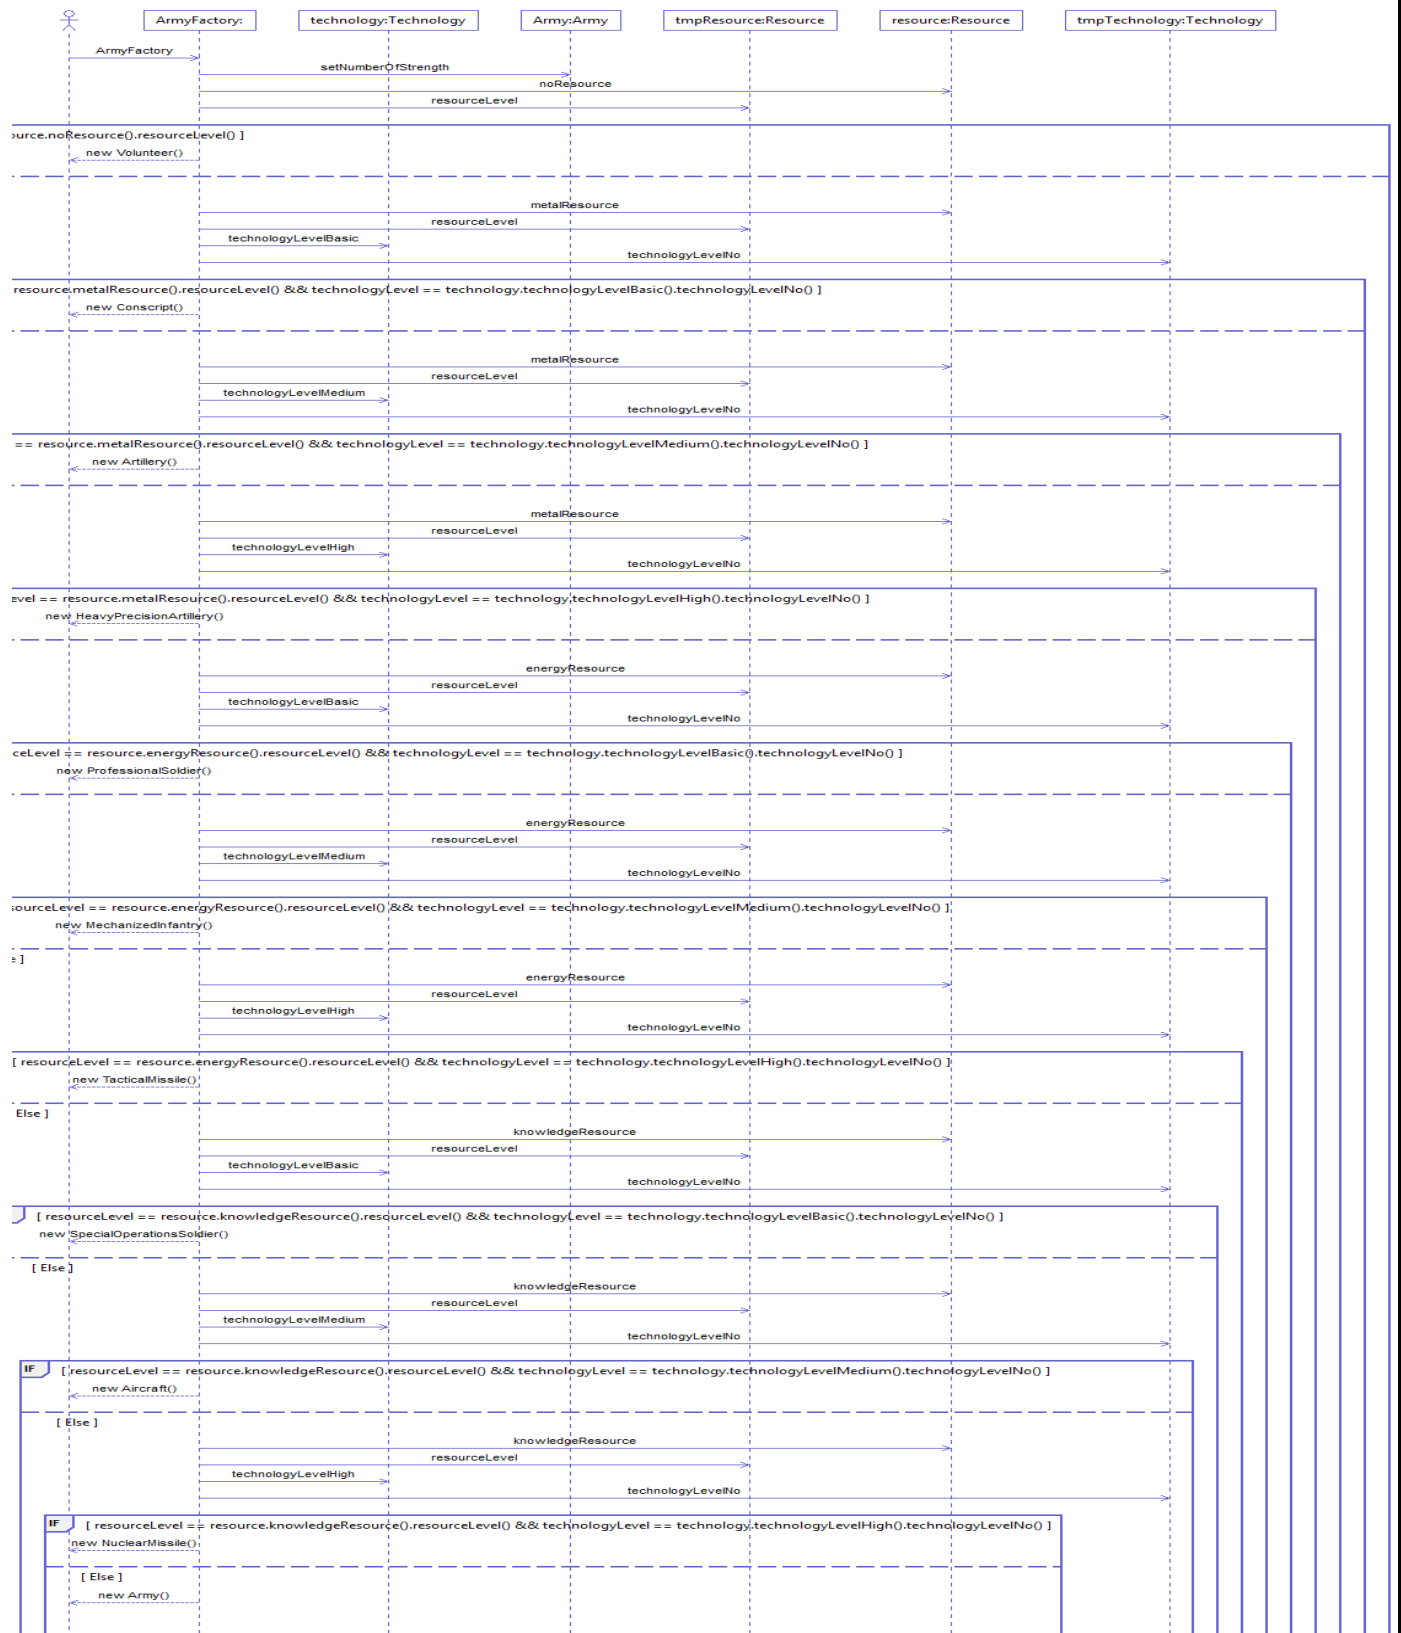 ArmyFactory: technology:Technology Army:Army tmpResource:Resource resource:Resource tmpTechnology:Technology
ArmyFactory
setNumberOfStrength
noResource
resourceLevel
.noResource().resourceLevel() ]
new Volunteer()
metalResource
resourceLevel
technologyLevelBasic
technologyLevelNo
resource.metalResource().resourceLevel() && technologyLevel == technology.technologyLevelBasic().technologyLevelNo() ]
new Conscript()
metalResource
resourceLevel
technologyLevelMedium
technologyLevelNo
== resource.metalResource().resourceLevel() && technologyLevel == technology.technologyLevelMedium().technologyLevelNo() ]
new Artillery()
metalResource
resourceLevel
technologyLevelHigh
technologyLevelNo
evel == resource.metalResource().resourceLevel() && technologyLevel == technology.technologyLevelHigh().technologyLevelNo() ]
new HeavyPrecisionArtillery()
energyResource
resourceLevel
technologyLevelBasic
technologyLevelNo
ceLevel == resource.energyResource().resourceLevel() && technologyLevel == technology.technologyLevelBasic().technologyLevelNo() ]
new ProfessionalSoldier()
energyResource
resourceLevel
technologyLevelMedium
technologyLevelNo
sourceLevel == resource.energyResource().resourceLevel() && technologyLevel == technology.technologyLevelMedium().technologyLevelNo() ]
new MechanizedInfantry()
e ]
energyResource
resourceLevel
technologyLevelHigh
technologyLevelNo
[ resourceLevel == resource.energyResource().resourceLevel() && technologyLevel == technology.technologyLevelHigh().technologyLevelNo() ]
new TacticalMissile()
Else ]
knowledgeResource
resourceLevel
technologyLevelBasic
technologyLevelNo
[ resourceLevel == resource.knowledgeResource().resourceLevel() && technologyLevel == technology.technologyLevelBasic().technologyLevelNo() ]
new SpecialOperationsSoldier()
[ Else ]
knowledgeResource
resourceLevel
technologyLevelMedium
technologyLevelNo
IF [ resourceLevel == resource.knowledgeResource().resourceLevel() && technologyLevel == technology.technologyLevelMedium().technologyLevelNo() ]
new Aircraft()
[ Else ]
knowledgeResource
resourceLevel
technologyLevelHigh
technologyLevelNo
IF [ resourceLevel == resource.knowledgeResource().resourceLevel() && technologyLevel == technology.technologyLevelHigh().technologyLevelNo() ]
new NuclearMissile()
[ Else ]
new Army()